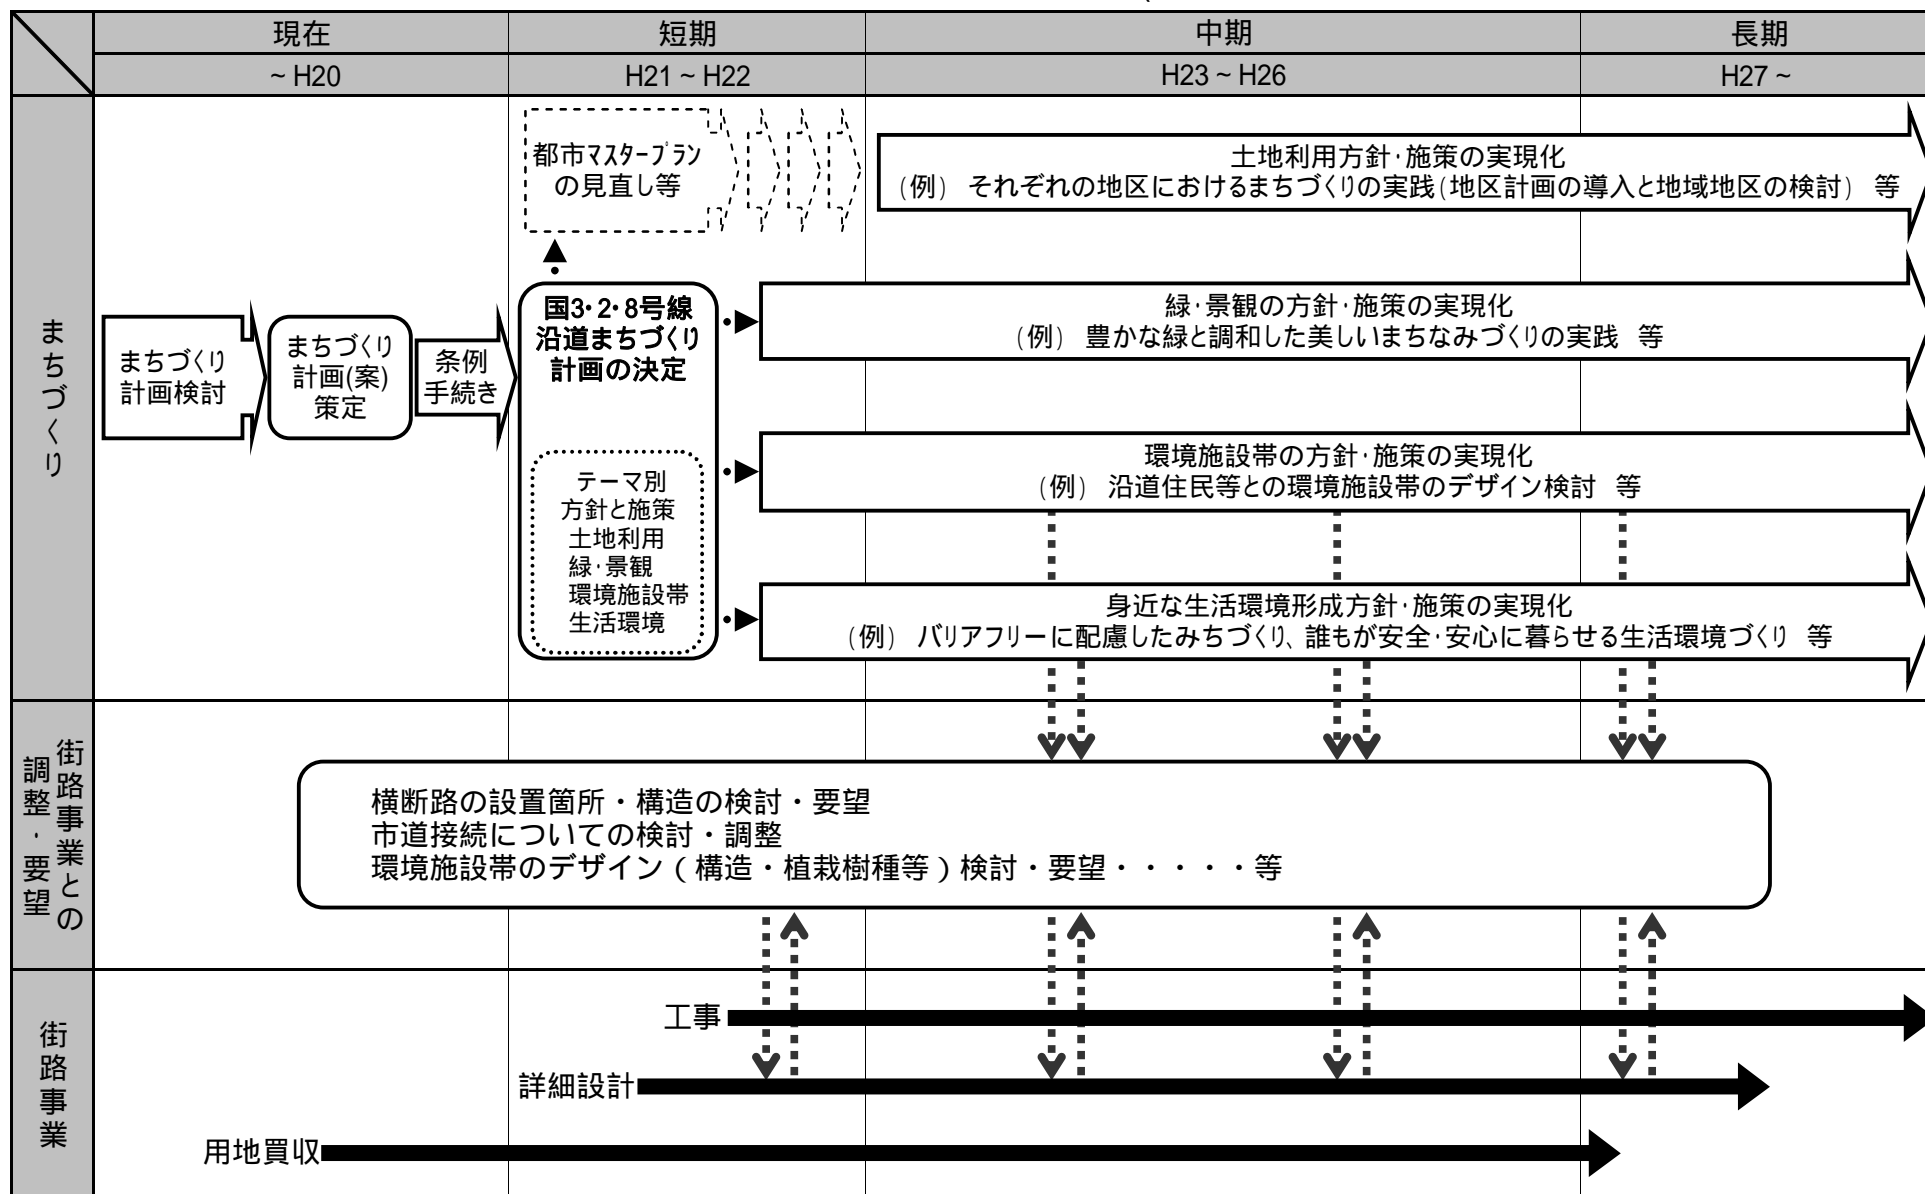 現在
短期
中期
長期
~ H20
H21 ~ H22
H23 ~ H26
H27 ~
まちづくり
都市マスタープラン
の見直し等
土地利用方針・施策の実現化
(例) それぞれの地区におけるまちづくりの実践(地区計画の導入と地域地区の検討) 等
まちづくり
計画検討
まちづくり
計画(案)
策定
条例
手続き
国3・2・8号線
沿道まちづくり
計画の決定
テーマ別
方針と施策
土地利用
緑・景観
環境施設帯
生活環境
緑・景観の方針・施策の実現化
(例) 豊かな緑と調和した美しいまちなみづくりの実践 等
環境施設帯の方針・施策の実現化
(例) 沿道住民等との環境施設帯のデザイン検討 等
身近な生活環境形成方針・施策の実現化
(例) バリアフリーに配慮したみちづくり、誰もが安全・安心に暮らせる生活環境づくり 等
街路事業との
調整・要望
横断路の設置箇所・構造の検討・要望
市道接続についての検討・調整
環境施設帯のデザイン(構造・植栽樹種等)検討・要望・・・・・等
街路事業
工事
詳細設計
用地買収